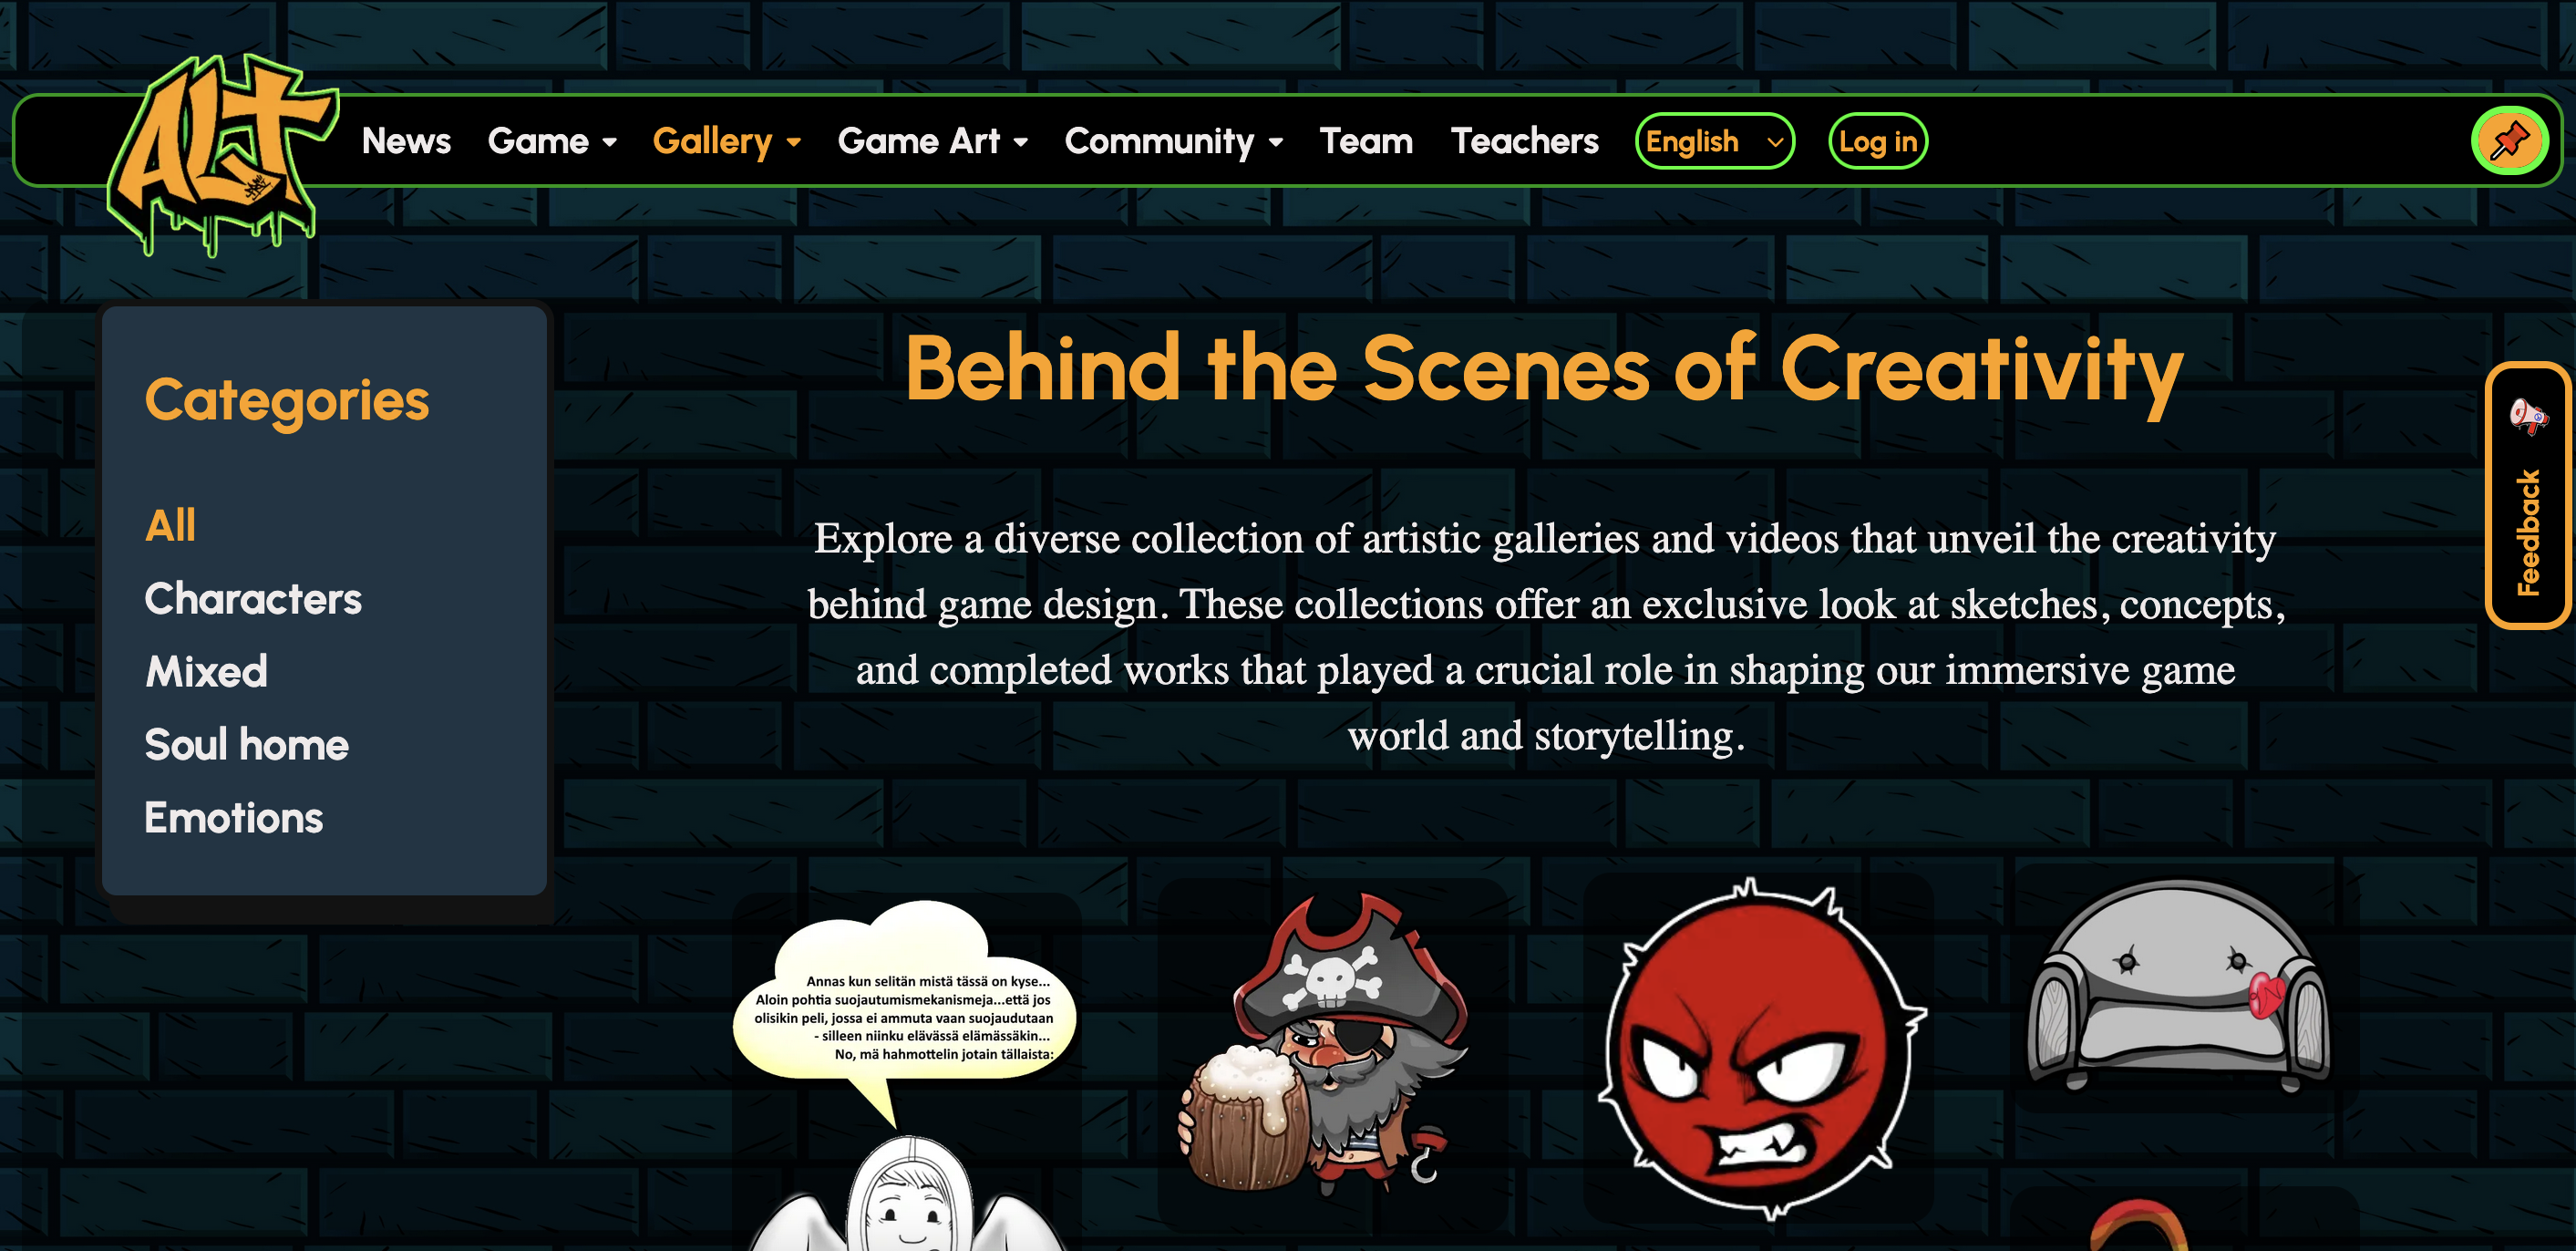 ALT
News Game Gallery Game Art Community Team Teachers English Log in
Categories
All
Characters
Mixed
Soul home
Emotions
Behind the Scenes of Creativity
Explore a diverse collection of artistic galleries and videos that unveil the creativity
behind game design. These collections offer an exclusive look at sketches, concepts,
and completed works that played a crucial role in shaping our immersive game
world and storytelling.
Feedback
Annas kun selitän mistä tässä on kyse...
Aloin pohtia suojautumismekanismeja...että jos
olisikin peli, jossa ei ammuta vaan suojaudutaan
- silleen niinku elävässä elämässäkin...
No, mä hahmottelin jotain tällaista: